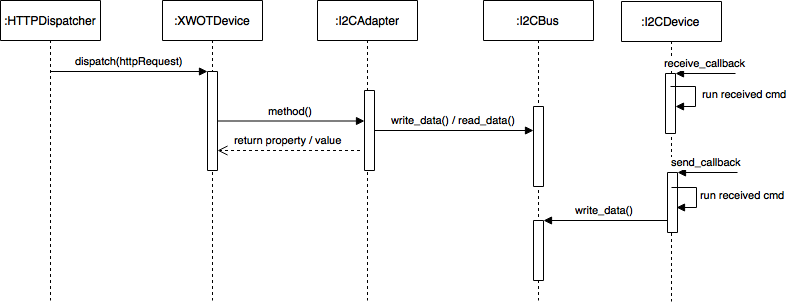 :HTTPDispatcher
:XWOTDevice
:I2CAdapter
:I2CBus
:I2CDevice
dispatch(httpRequest)
receive_callback
run received cmd
method()
write_data() / read_data()
return property / value
send_callback
run received cmd
write_data()